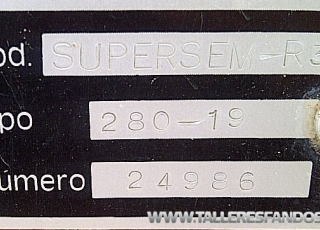 od. SUPERSEM-R3
po 280-19
úmero 24986
WWW.TALLERESFANDOS